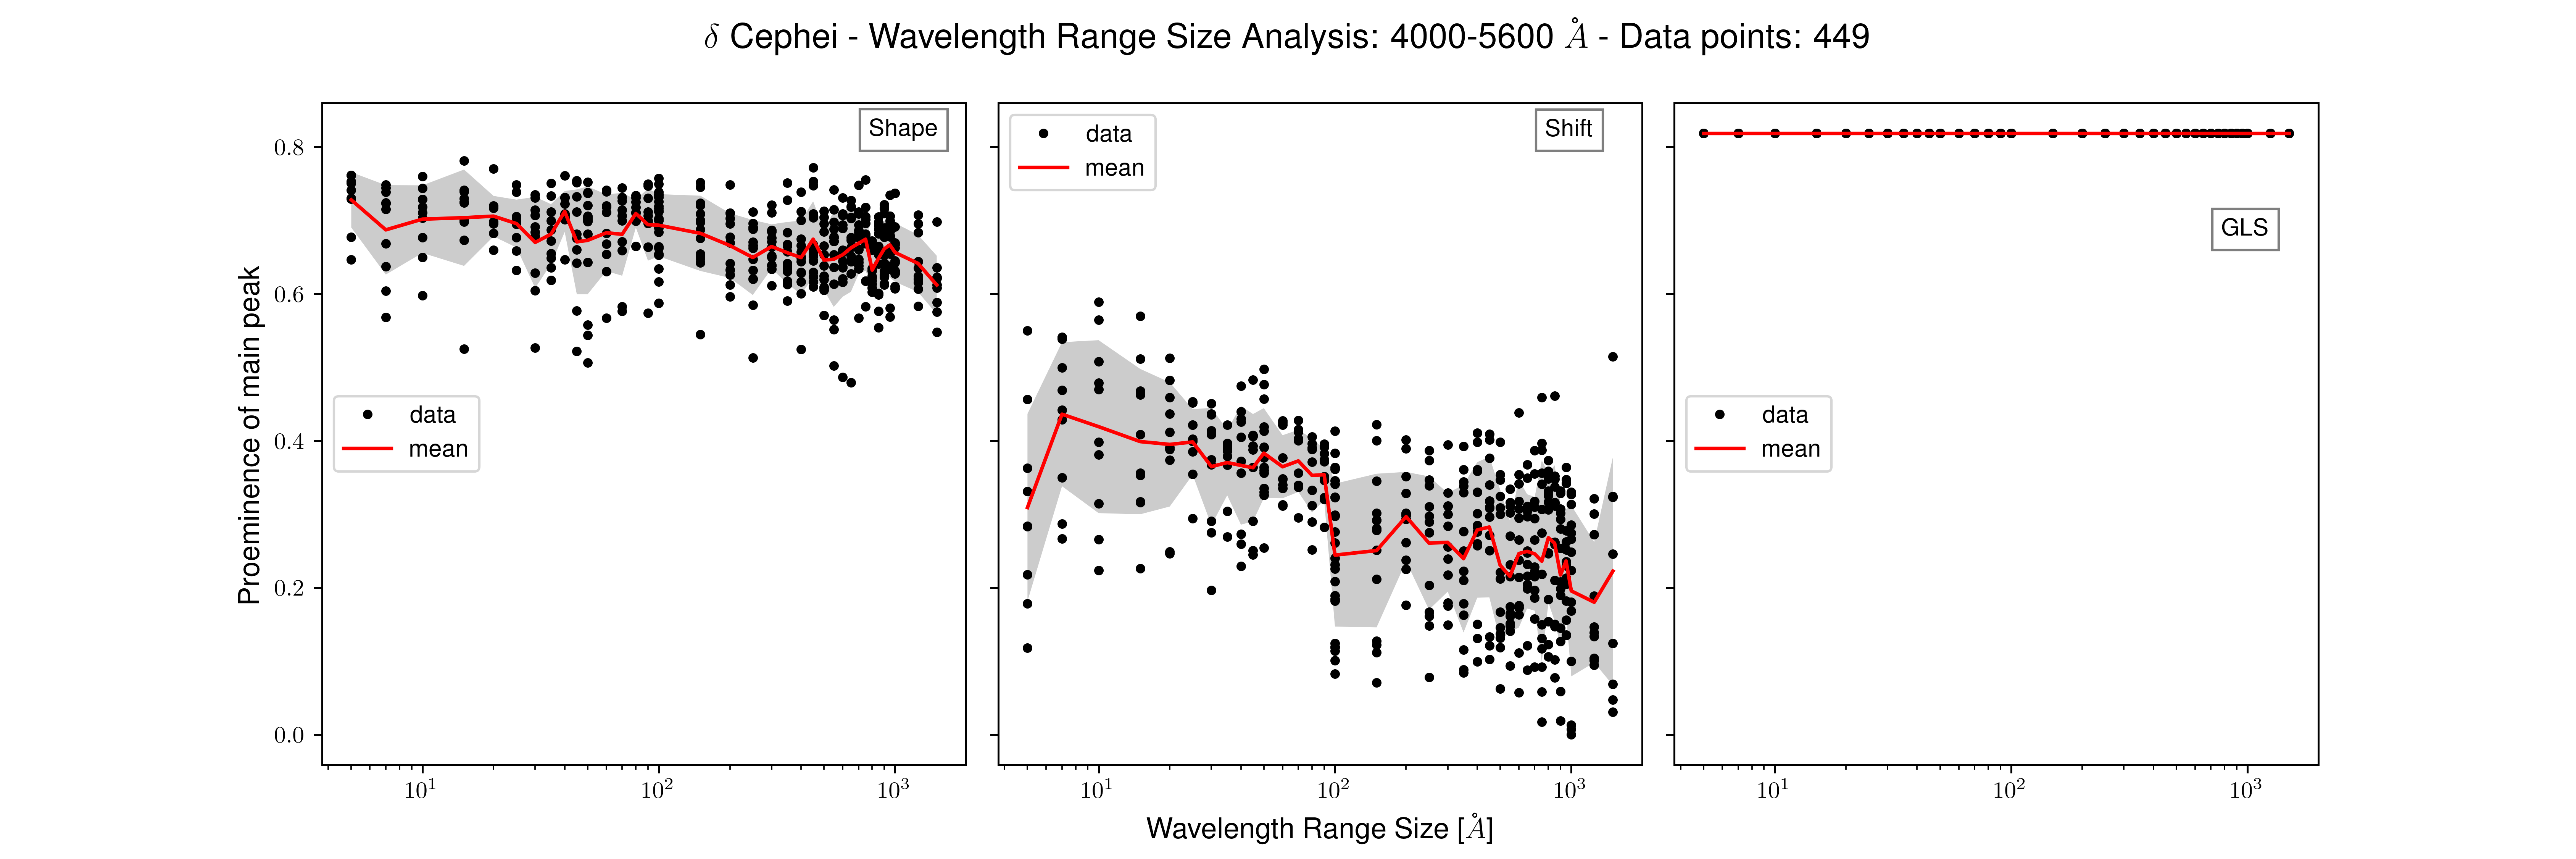 δ Cephei - Wavelength Range Size Analysis: 4000-5600 Å - Data points: 449
Proeminence of main peak
0.8
0.6
0.4
0.2
0.0
Shape
data
mean
10¹ 10² 10³
data
mean
Shift
10¹ 10² 10³
GLS
data
mean
10¹ 10² 10³
Wavelength Range Size [Å]